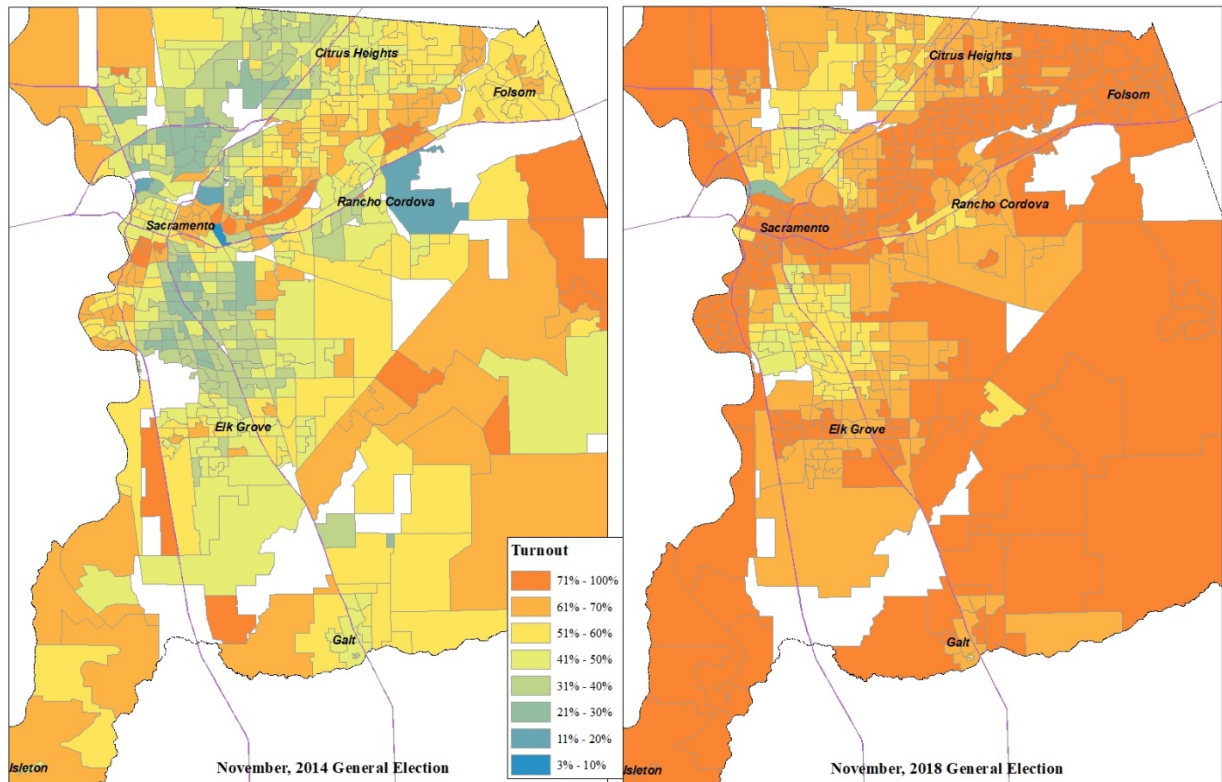 Citrus Heights
Folsom
Rancho Cordova
Sacramento
Elk Grove
Galt
Isleton
November, 2014 General Election
Turnout
71% - 100%
61% - 70%
51% - 60%
41% - 50%
31% - 40%
21% - 30%
11% - 20%
3% - 10%
Citrus Heights
Folsom
Rancho Cordova
Sacramento
Elk Grove
Galt
Isleton
November, 2018 General Election